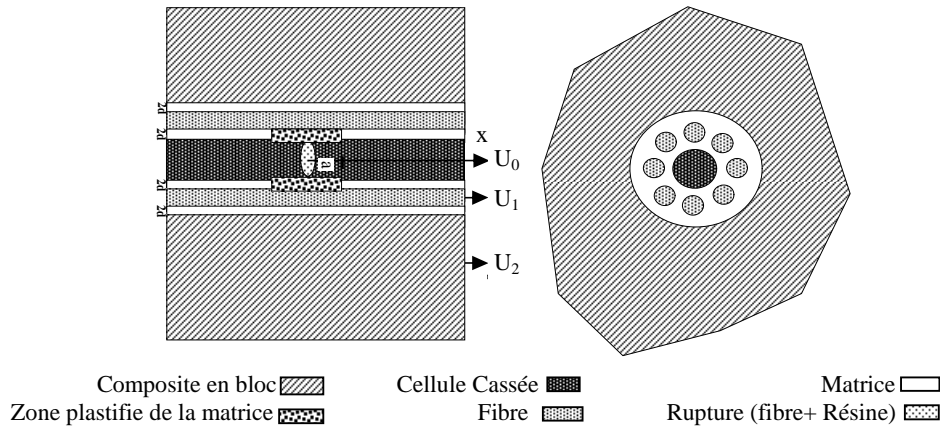 2d
x
2d
U₀
a
2d
U₁
2d
U₂
Composite en bloc
Cellule Cassée
Matrice
Zone plastifie de la matrice
Fibre
Rupture (fibre+ Résine)